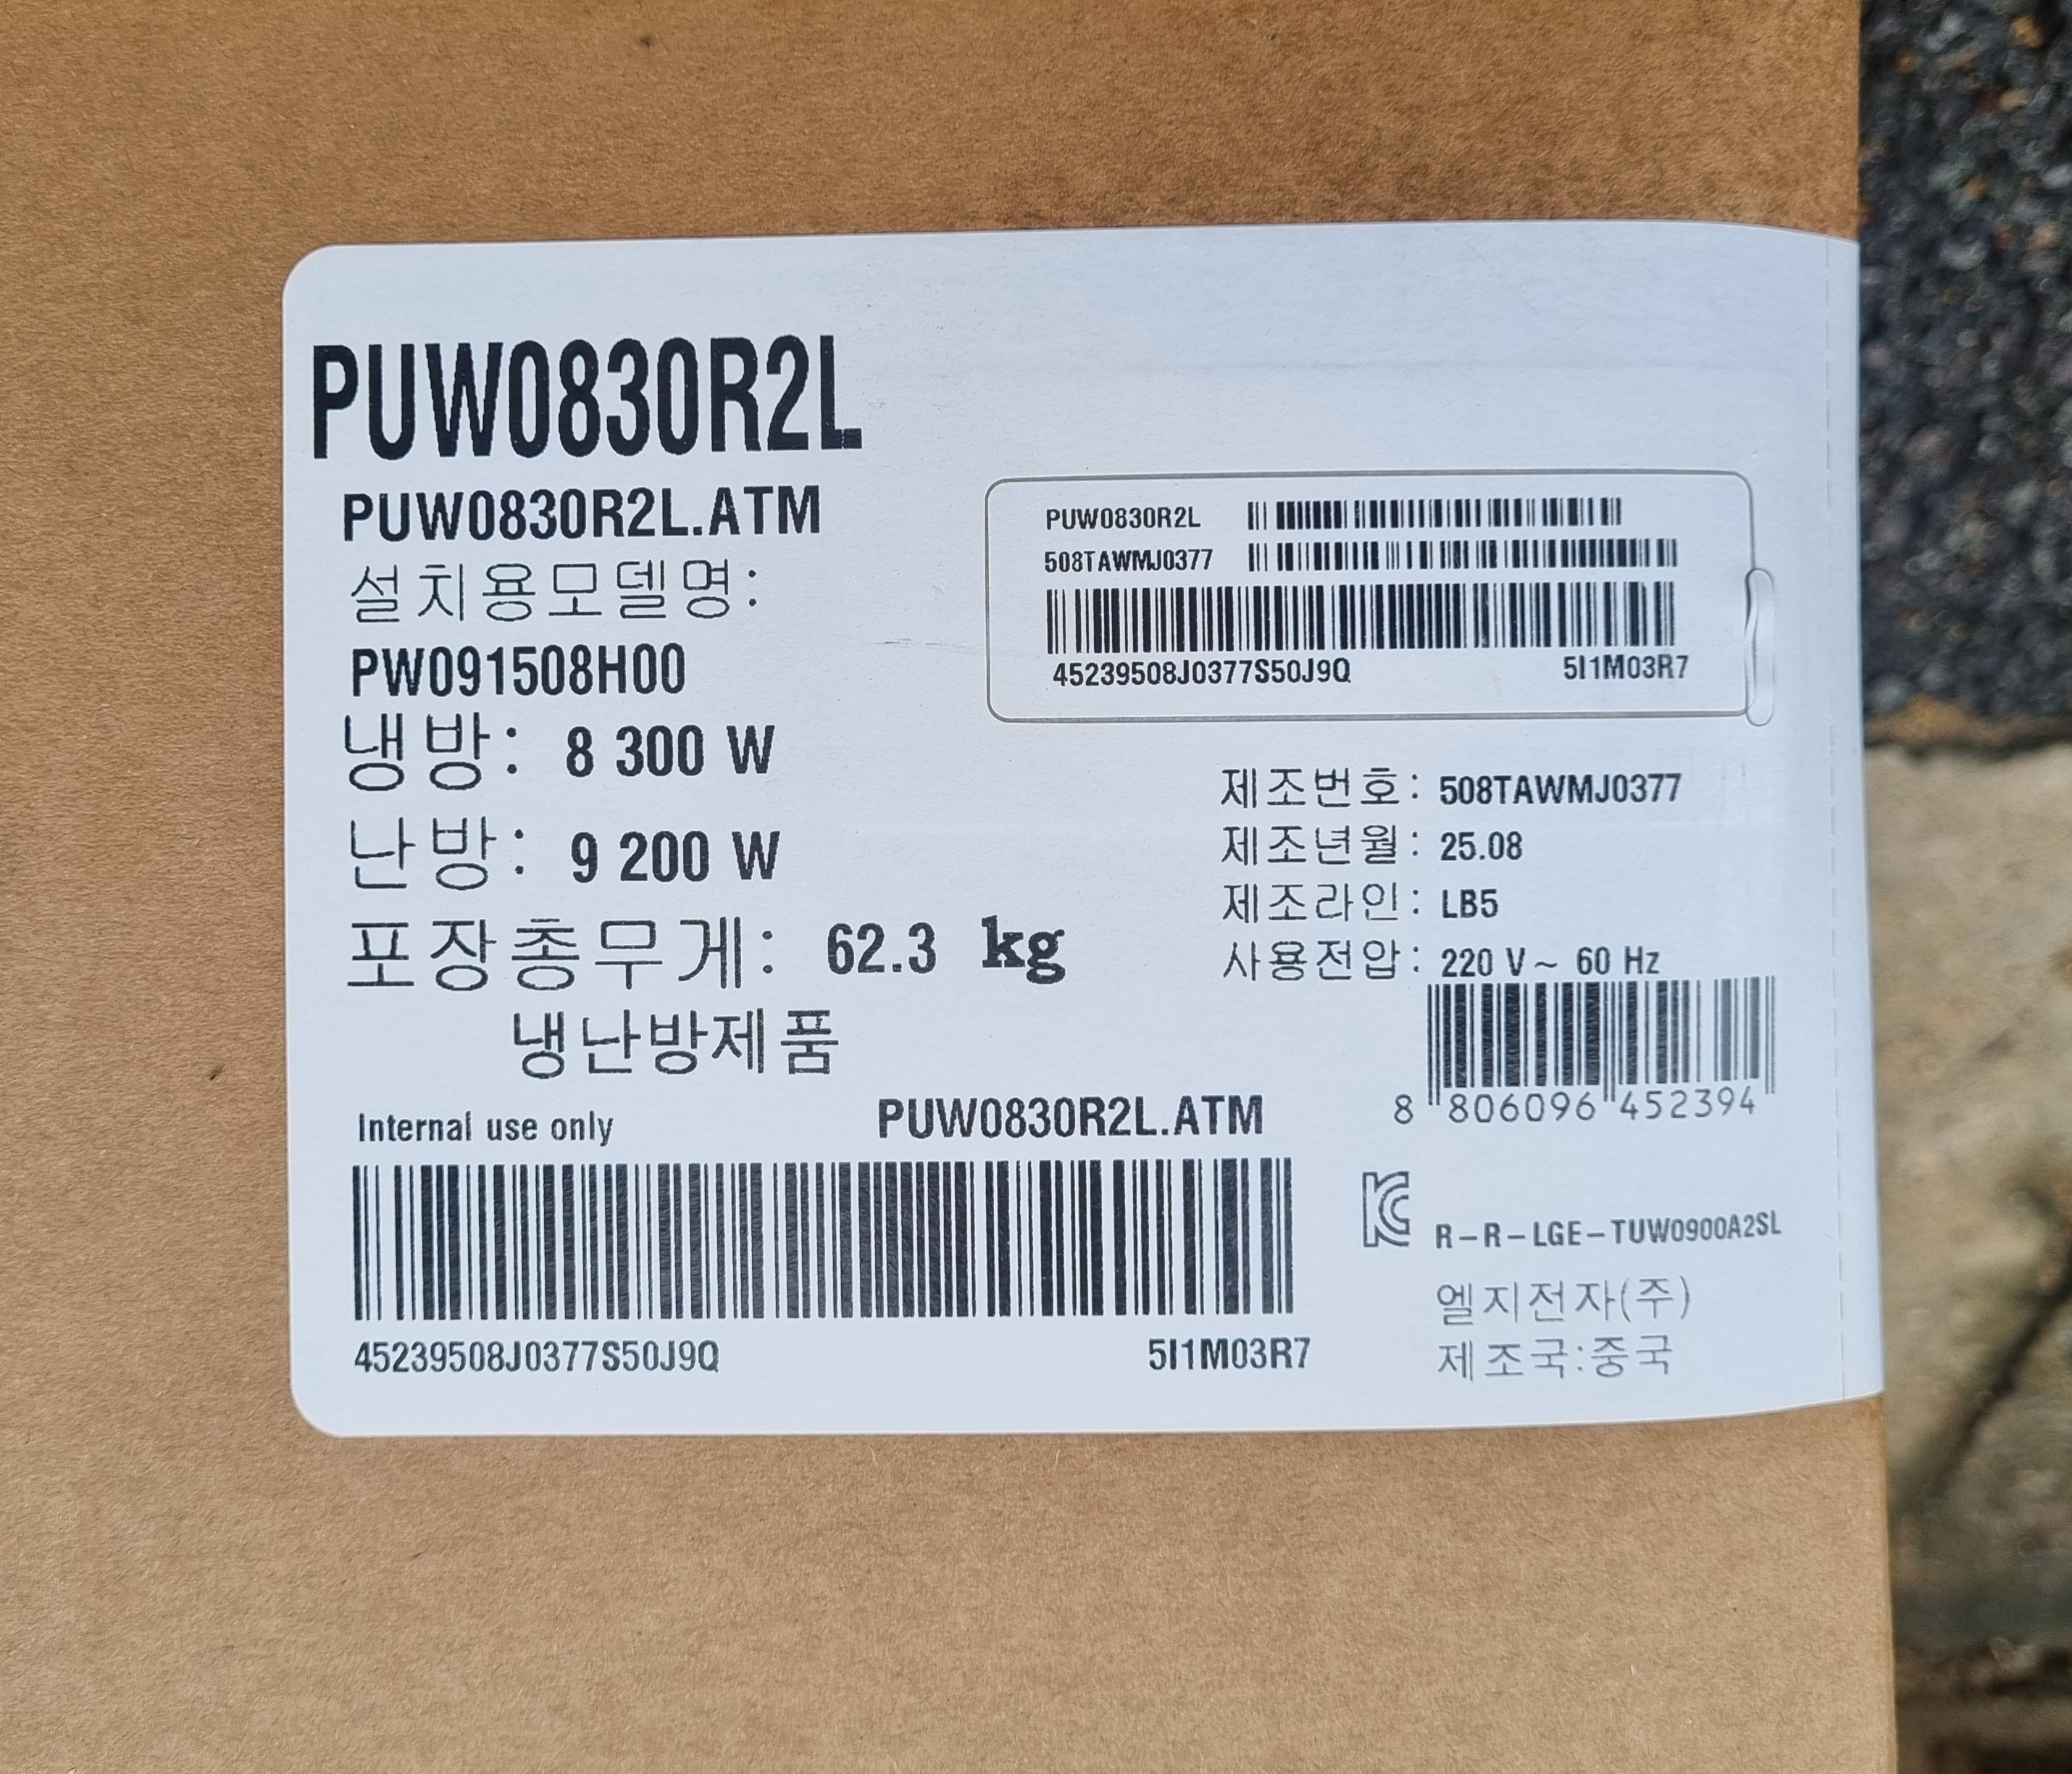 PUW0830R2L
PUW0830R2L.ATM
설치용모델명:
PW091508H00
냉방: 8 300 W
난방: 9 200 W
포장총무게: 62.3 kg
냉난방제품
PUW0830R2L
508TAWMJ0377
45239508J0377S50J9Q 5I1M03R7
제조번호: 508TAWMJ0377
제조년월: 25.08
제조라인: LB5
사용전압: 220 V~ 60 Hz
8 806096 452394
Internal use only PUW0830R2L.ATM
45239508J0377S50J9Q 5I1M03R7
KC R-R-LGE-TUW0900A2SL
엘지전자(주)
제조국:중국